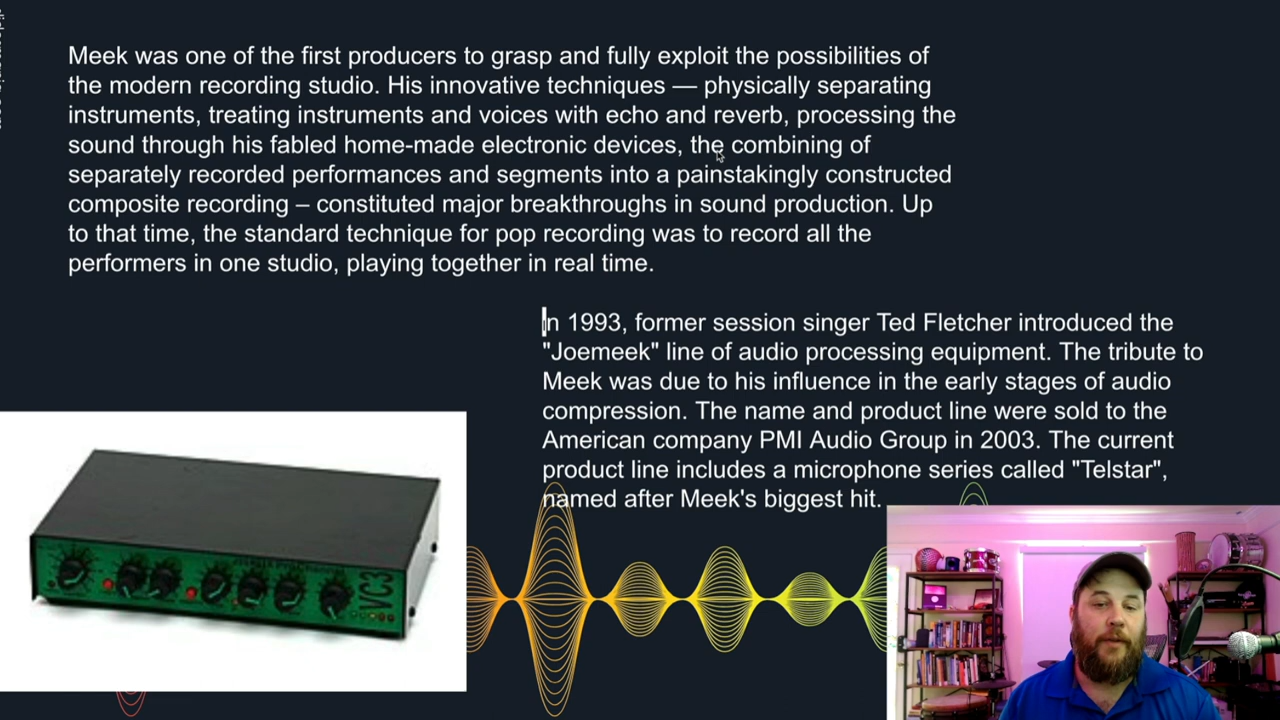 Meek was one of the first producers to grasp and fully exploit the possibilities of
the modern recording studio. His innovative techniques — physically separating
instruments, treating instruments and voices with echo and reverb, processing the
sound through his fabled home-made electronic devices, the combining of
separately recorded performances and segments into a painstakingly constructed
composite recording – constituted major breakthroughs in sound production. Up
to that time, the standard technique for pop recording was to record all the
performers in one studio, playing together in real time.
In 1993, former session singer Ted Fletcher introduced the
"Joemeek" line of audio processing equipment. The tribute to
Meek was due to his influence in the early stages of audio
compression. The name and product line were sold to the
American company PMI Audio Group in 2003. The current
product line includes a microphone series called "Telstar",
named after Meek's biggest hit.
VC3